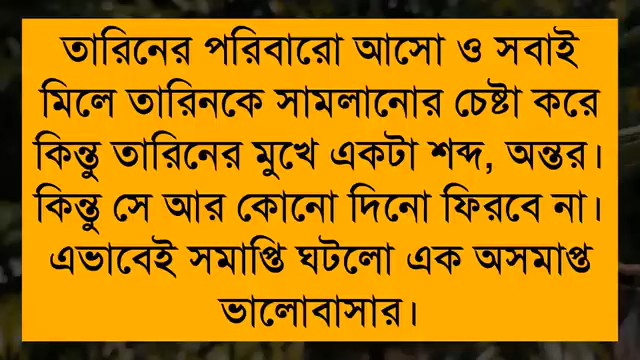 তারিনের পরিবারো আসো ও সবাই
মিলে তারিনকে সামলানোর চেষ্টা করে
কিন্তু তারিনের মুখে একটা শব্দ, অন্তর।
কিন্তু সে আর কোনো দিনো ফিরবে না।
এভাবেই সমাপ্তি ঘটলো এক অসমাপ্ত
ভালোবাসার।